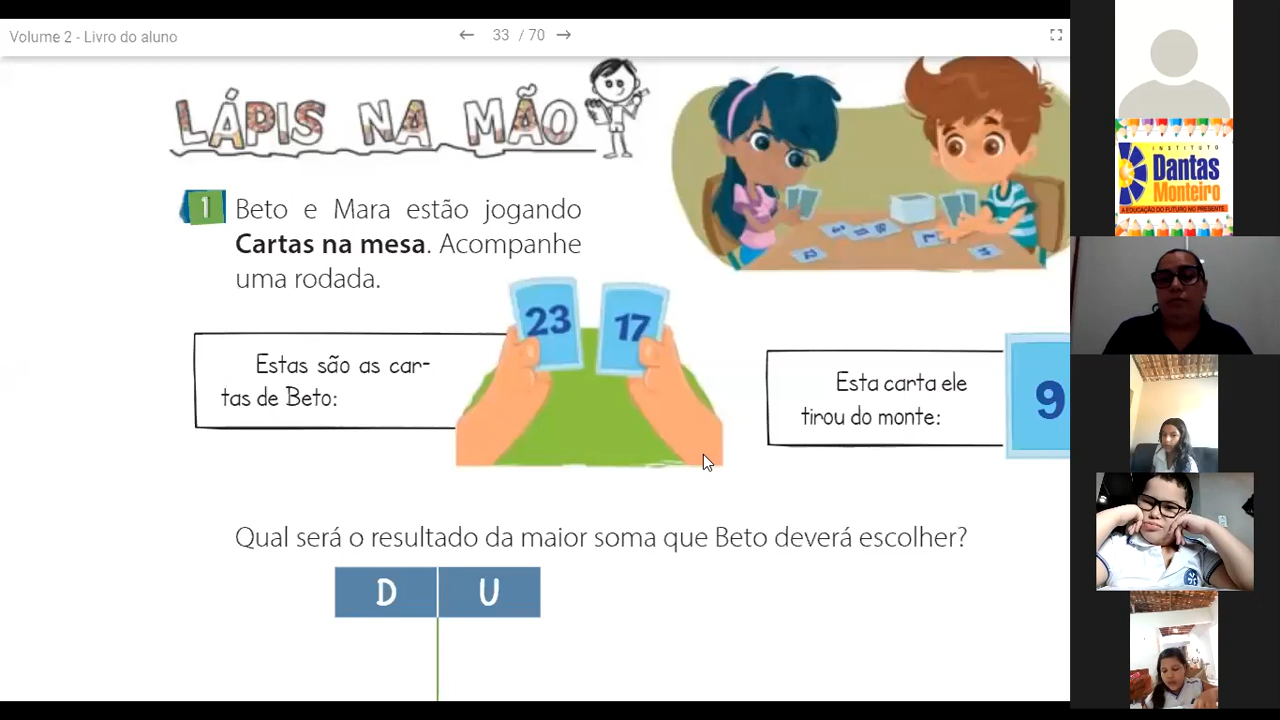 Volume 2 - Livro do aluno
← 33 / 70 →
LÁPIS NA MÃO
1 Beto e Mara estão jogando
Cartas na mesa. Acompanhe
uma rodada.
23 17
Estas são as car-
tas de Beto:
Esta carta ele
tirou do monte:
9
Qual será o resultado da maior soma que Beto deverá escolher?
D U
INSTITUTO
Dantas
Monteiro
A EDUCAÇÃO DO FUTURO NO PRESENTE